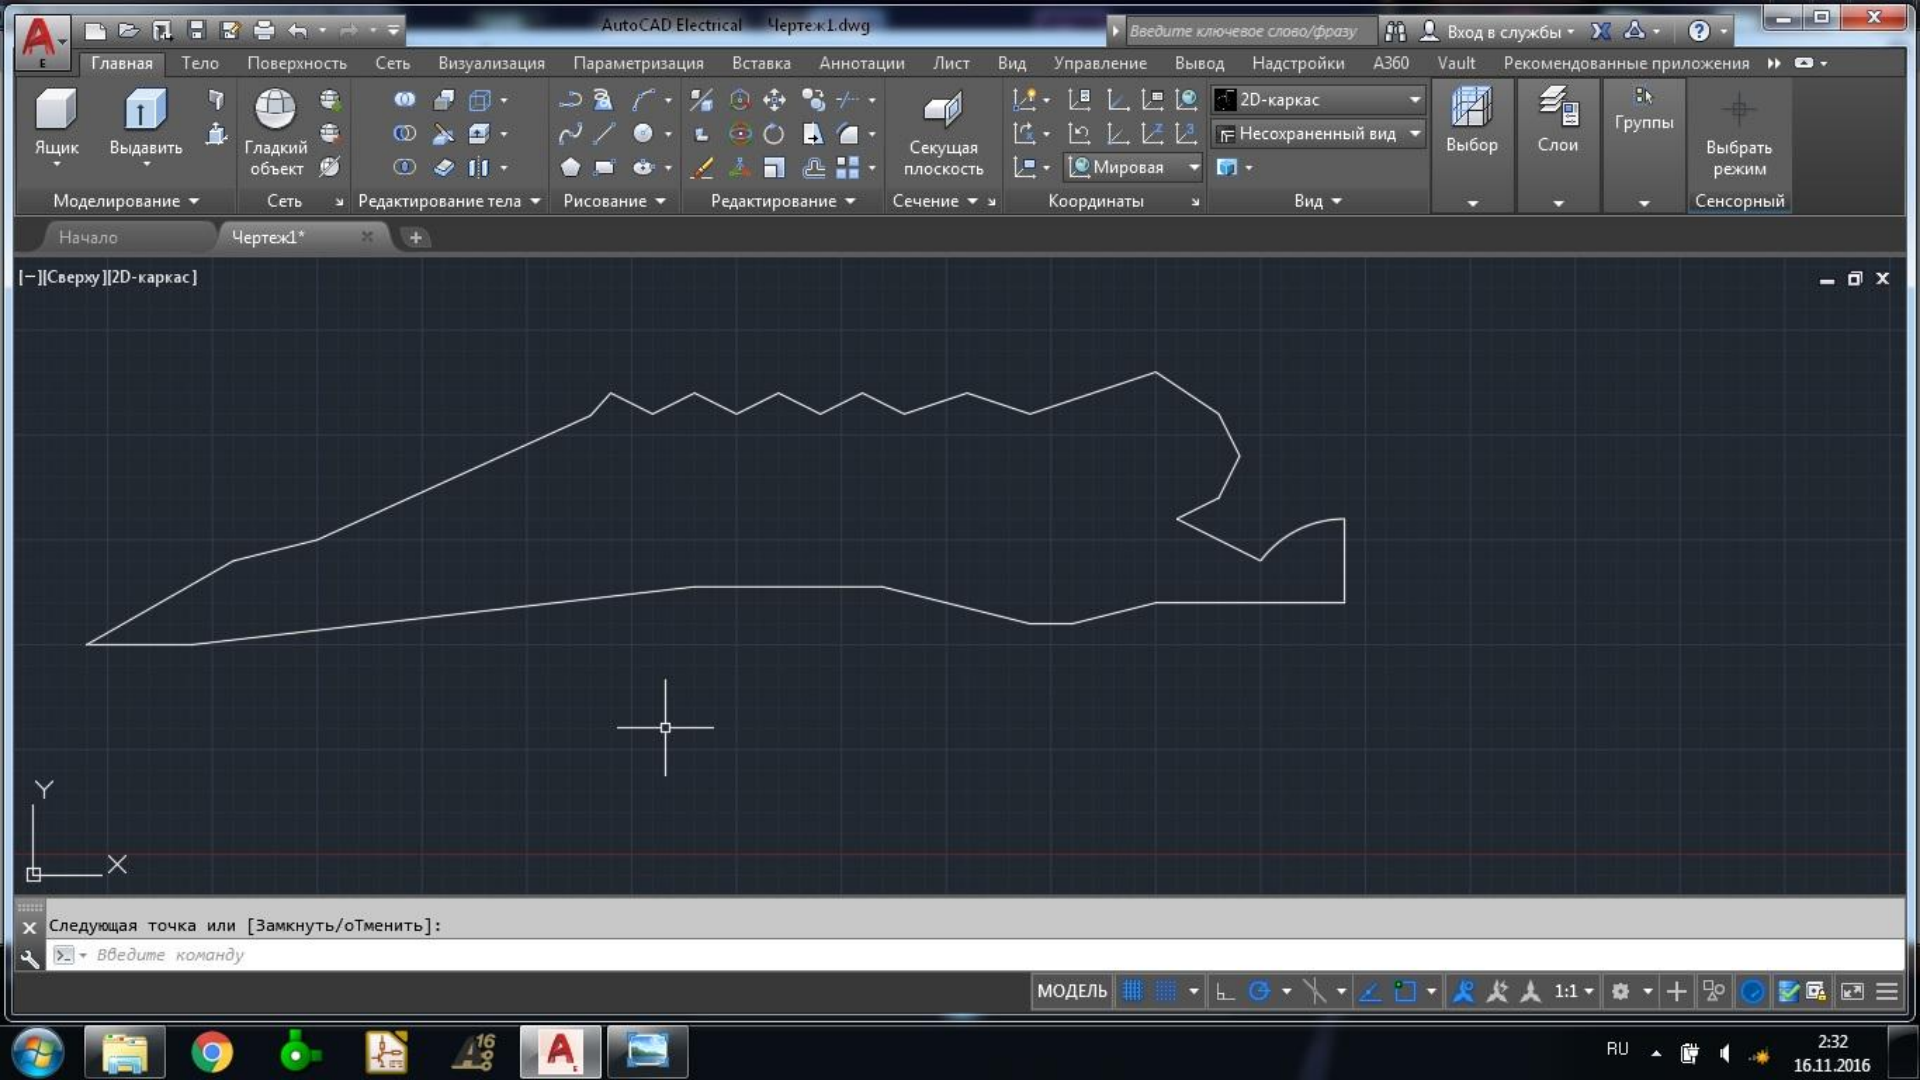 AutoCAD Electrical Чертеж1.dwg
Введите ключевое слово/фразу
Вход в службы
A
E
Главная Тело Поверхность Сеть Визуализация Параметризация Вставка Аннотации Лист Вид Управление Вывод Надстройки A360 Vault Рекомендованные приложения
Ящик
Выдавить
Гладкий
объект
Секущая
плоскость
Мировая
2D-каркас
Несохраненный вид
Выбор
Слои
Группы
Выбрать
режим
Моделирование Сеть Редактирование тела Рисование Редактирование Сечение Координаты Вид Сенсорный
Начало Чертеж1*
[−][Сверху][2D-каркас]
Y
X
Следующая точка или [Замкнуть/оТменить]:
Введите команду
МОДЕЛЬ 1:1
16
A
E
RU
2:32
16.11.2016